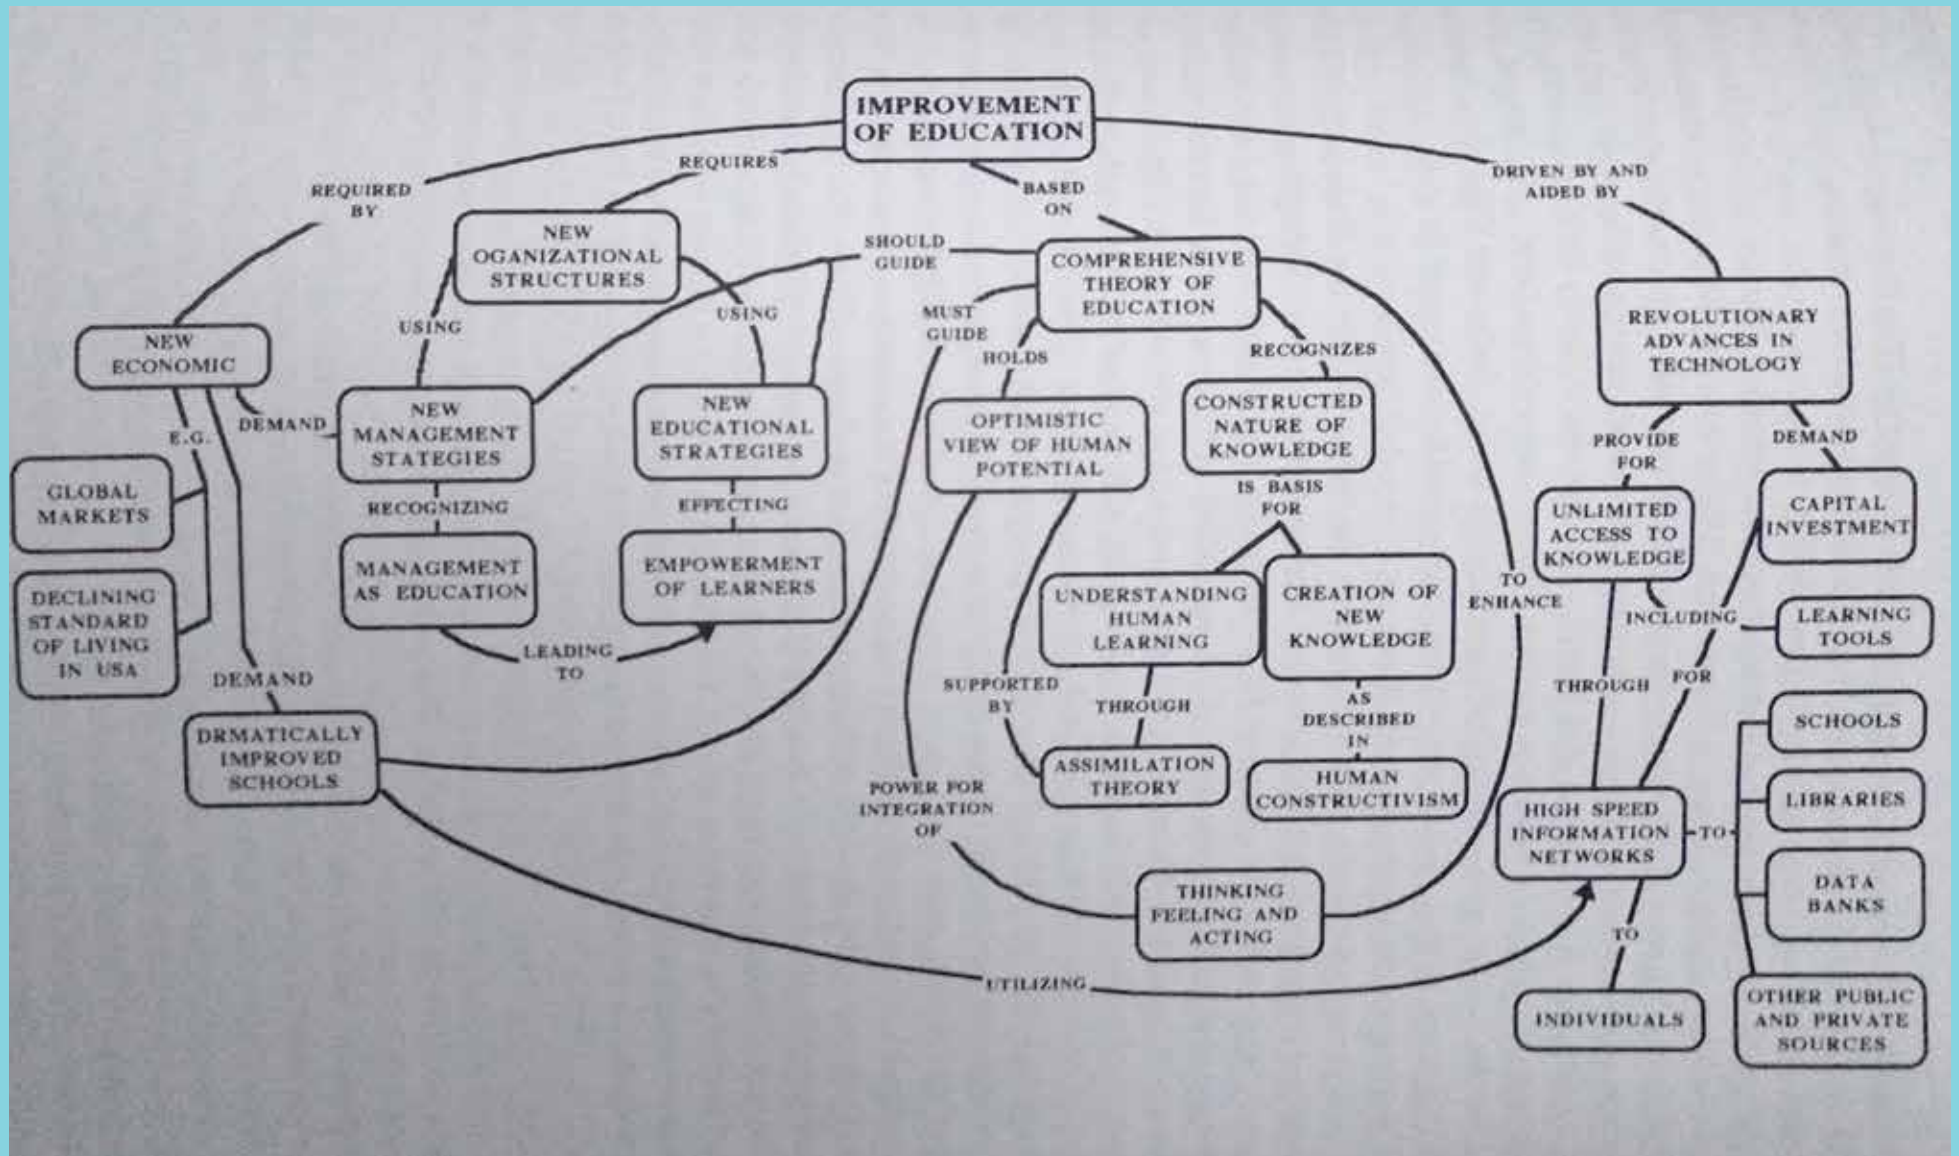 IMPROVEMENT
OF EDUCATION
REQUIRED
BY
REQUIRES
BASED
ON
DRIVEN BY AND
AIDED BY
NEW
OGANIZATIONAL
STRUCTURES
SHOULD
GUIDE
COMPREHENSIVE
THEORY OF
EDUCATION
REVOLUTIONARY
ADVANCES IN
TECHNOLOGY
NEW
ECONOMIC
USING
USING
MUST
GUIDE
HOLDS
RECOGNIZES
E.G.
DEMAND
NEW
MANAGEMENT
STATEGIES
NEW
EDUCATIONAL
STRATEGIES
OPTIMISTIC
VIEW OF HUMAN
POTENTIAL
CONSTRUCTED
NATURE OF
KNOWLEDGE
PROVIDE
FOR
DEMAND
GLOBAL
MARKETS
RECOGNIZING
EFFECTING
IS BASIS
FOR
UNLIMITED
ACCESS TO
KNOWLEDGE
CAPITAL
INVESTMENT
DECLINING
STANDARD
OF LIVING
IN USA
MANAGEMENT
AS EDUCATION
EMPOWERMENT
OF LEARNERS
LEADING
TO
UNDERSTANDING
HUMAN
LEARNING
CREATION OF
NEW
KNOWLEDGE
TO
ENHANCE
INCLUDING
LEARNING
TOOLS
DEMAND
SUPPORTED
BY
THROUGH
AS
DESCRIBED
IN
THROUGH
FOR
DRMATICALLY
IMPROVED
SCHOOLS
POWER FOR
INTEGRATION
OF
ASSIMILATION
THEORY
HUMAN
CONSTRUCTIVISM
HIGH SPEED
INFORMATION
NETWORKS
TO
SCHOOLS
LIBRARIES
DATA
BANKS
OTHER PUBLIC
AND PRIVATE
SOURCES
THINKING
FEELING AND
ACTING
TO
UTILIZING
INDIVIDUALS